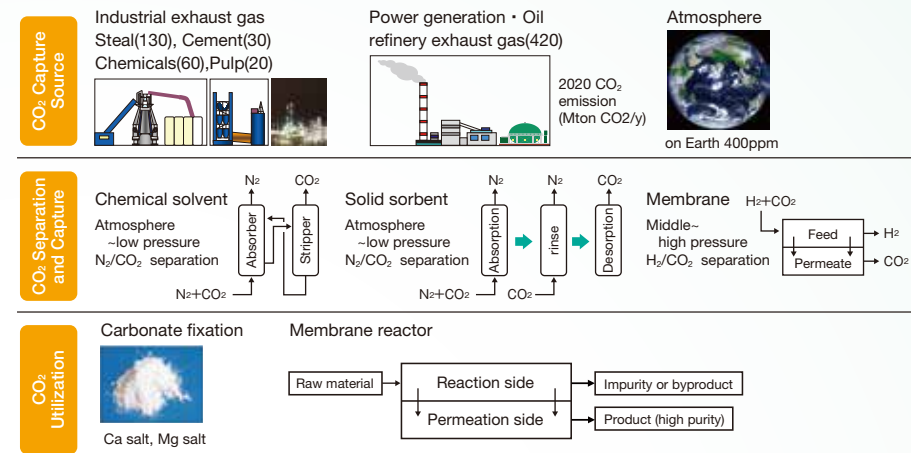 CO₂ Capture
Source
Industrial exhaust gas
Steal(130), Cement(30)
Chemicals(60),Pulp(20)
Power generation・Oil
refinery exhaust gas(420)
2020 CO₂
emission
(Mton CO2/y)
Atmosphere
on Earth 400ppm
CO₂ Separation
and Capture
Chemical solvent
Atmosphere
~low pressure
N₂/CO₂ separation
N₂
CO₂
Absorber
Stripper
N₂+CO₂
Solid sorbent
Atmosphere
~low pressure
N₂/CO₂ separation
N₂
N₂
CO₂
Absorption
rinse
Desorption
N₂+CO₂
CO₂
Membrane
Middle~
high pressure
H₂/CO₂ separation
H₂+CO₂
Feed
Permeate
H₂
CO₂
CO₂
Utilization
Carbonate fixation
Ca salt, Mg salt
Membrane reactor
Raw material
Reaction side
Permeation side
Impurity or byproduct
Product (high purity)